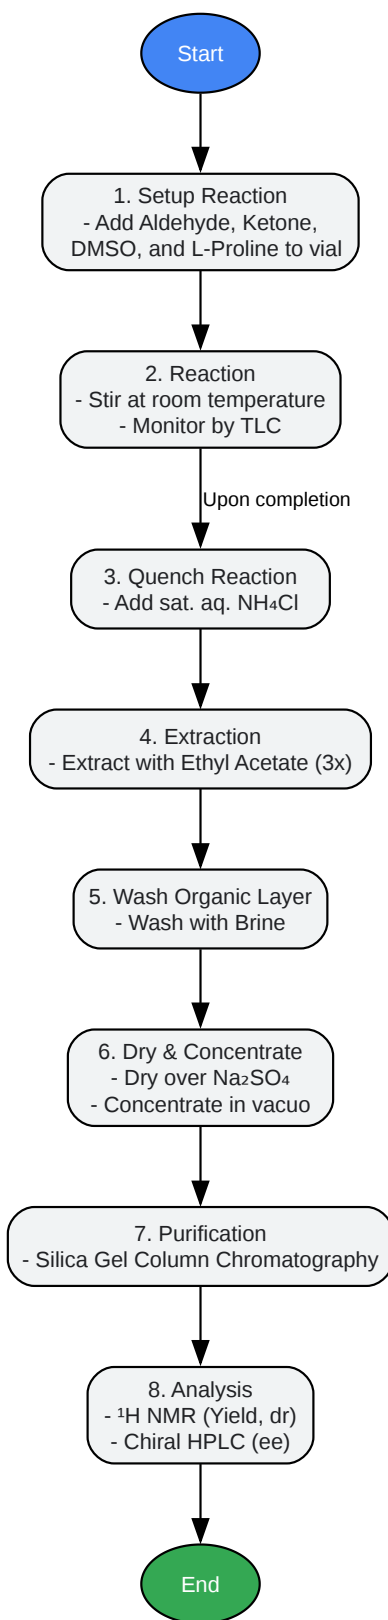 Start
1. Setup Reaction
- Add Aldehyde, Ketone,
DMSO, and L-Proline to vial
2. Reaction
- Stir at room temperature
- Monitor by TLC
Upon completion
3. Quench Reaction
- Add sat. aq. NH₄Cl
4. Extraction
- Extract with Ethyl Acetate (3x)
5. Wash Organic Layer
- Wash with Brine
6. Dry & Concentrate
- Dry over Na₂SO₄
- Concentrate in vacuo
7. Purification
- Silica Gel Column Chromatography
8. Analysis
- ¹H NMR (Yield, dr)
- Chiral HPLC (ee)
End